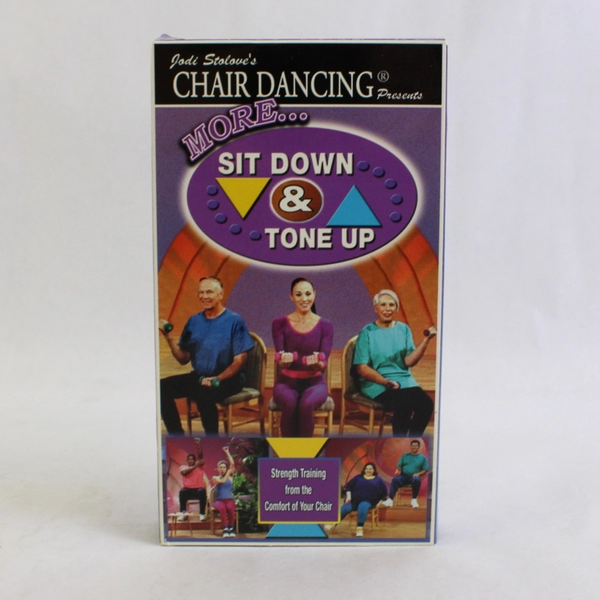 Jodi Stolove's
CHAIR DANCING®
Presents
MORE...
SIT DOWN
&
TONE UP
Strength Training
from the
Comfort of Your Chair